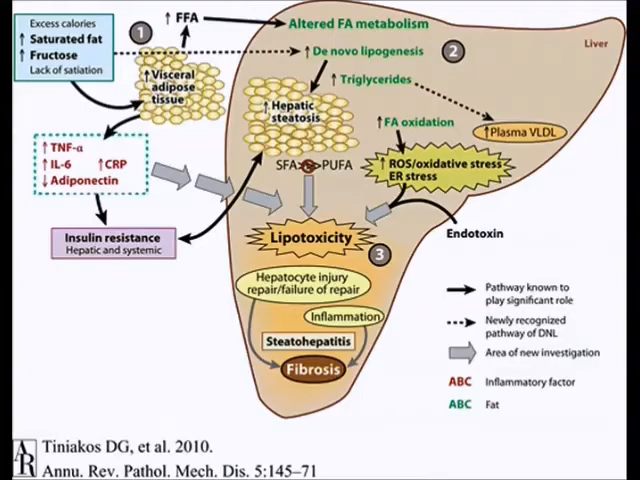 Excess calories
↑ Saturated fat
↑ Fructose
Lack of satiation
1
↑ FFA
Altered FA metabolism
↑ De novo lipogenesis
2
Liver
↑ Triglycerides
↑ Visceral
adipose
tissue
↑ Hepatic
steatosis
↑ FA oxidation
↑ Plasma VLDL
↑ TNF-α
↑ IL-6 ↑ CRP
↓ Adiponectin
SFA PUFA
↑ ROS/oxidative stress
ER stress
Insulin resistance
Hepatic and systemic
Lipotoxicity
Endotoxin
3
Hepatocyte injury
repair/failure of repair
Inflammation
Steatohepatitis
Fibrosis
Pathway known to
play significant role
Newly recognized
pathway of DNL
Area of new investigation
ABC Inflammatory factor
ABC Fat
AR
Tiniakos DG, et al. 2010.
Annu. Rev. Pathol. Mech. Dis. 5:145–71